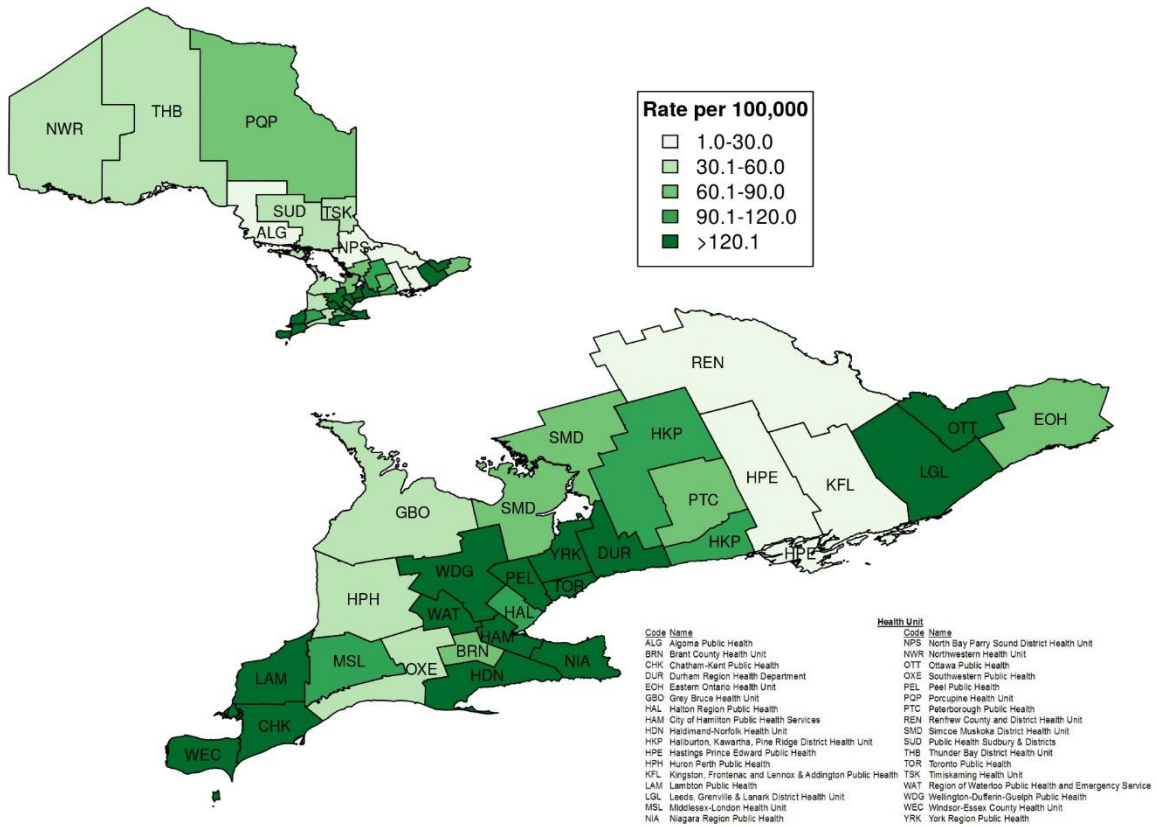 Rate per 100,000
1.0-30.0
30.1-60.0
60.1-90.0
90.1-120.0
>120.1
NWR
THB
PQP
SUD
TSK
ALG
NPS
REN
SMD
HKP
OTT
EOH
LGL
HPE
KFL
PTC
GBO
SMD
HKP
HPE
YRK
DUR
WDG
PEL
TOR
HPH
WAT
HAL
HAM
MSL
OXE
BRN
NIA
LAM
HDN
CHK
WEC
Health Unit
Code Name
ALG Algoma Public Health
BRN Brant County Health Unit
CHK Chatham-Kent Public Health
DUR Durham Region Health Department
EOH Eastern Ontario Health Unit
GBO Grey Bruce Health Unit
HAL Halton Region Public Health
HAM City of Hamilton Public Health Services
HDN Haldimand-Norfolk Health Unit
HKP Haliburton, Kawartha, Pine Ridge District Health Unit
HPE Hastings Prince Edward Public Health
HPH Huron Perth Public Health
KFL Kingston, Frontenac and Lennox & Addington Public Health
LAM Lambton Public Health
LGL Leeds, Grenville & Lanark District Health Unit
MSL Middlesex-London Health Unit
NIA Niagara Region Public Health
Code Name
NPS North Bay Parry Sound District Health Unit
NWR Northwestern Health Unit
OTT Ottawa Public Health
OXE Southwestern Public Health
PEL Peel Public Health
PQP Porcupine Health Unit
PTC Peterborough Public Health
REN Renfrew County and District Health Unit
SMD Simcoe Muskoka District Health Unit
SUD Public Health Sudbury & Districts
THB Thunder Bay District Health Unit
TOR Toronto Public Health
TSK Timiskaming Health Unit
WAT Region of Waterloo Public Health and Emergency Service
WDG Wellington-Dufferin-Guelph Public Health
WEC Windsor-Essex County Health Unit
YRK York Region Public Health